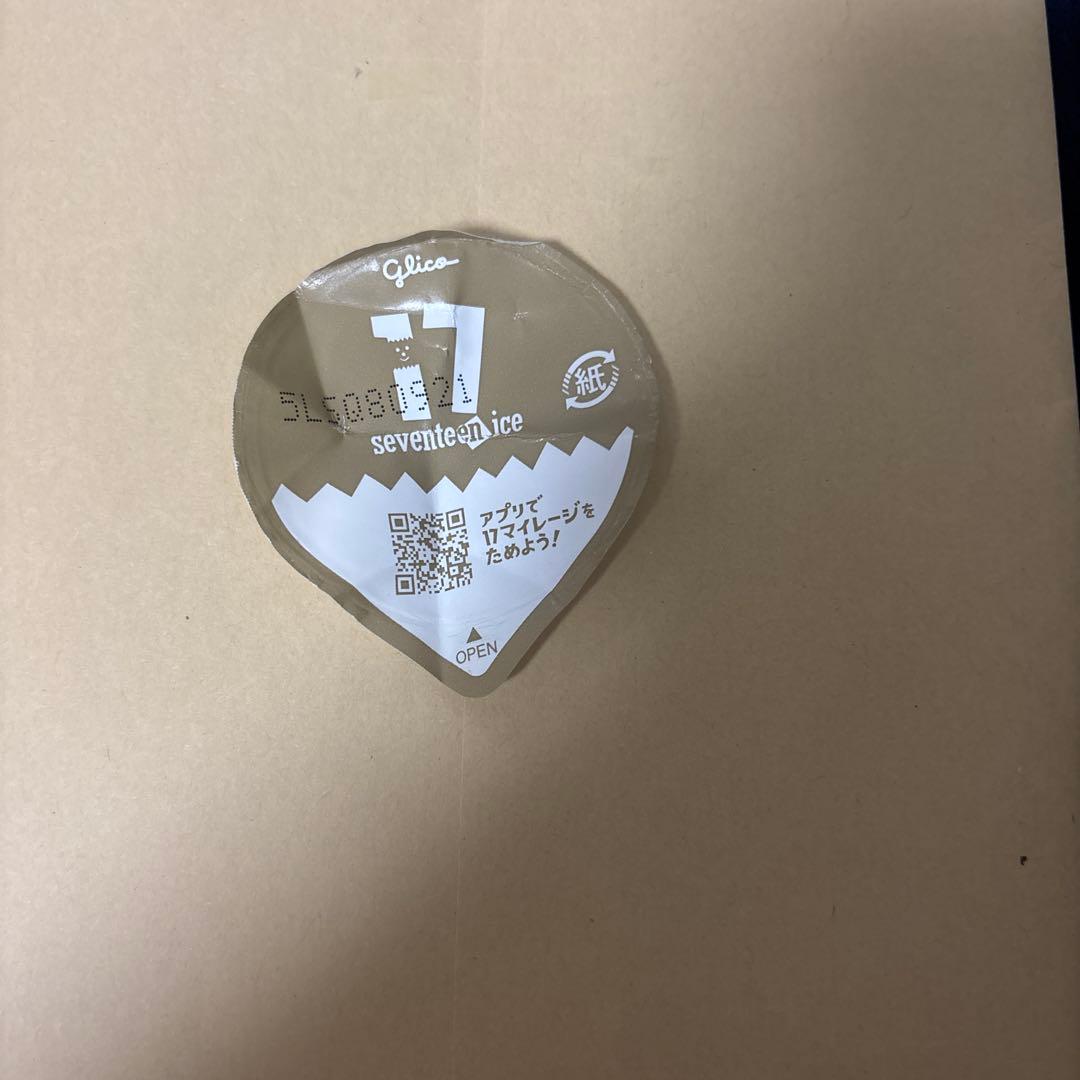 Glico
17
5LSQ80921
seventeen ice
紙
アプリで
17マイレージを
ためよう!
OPEN